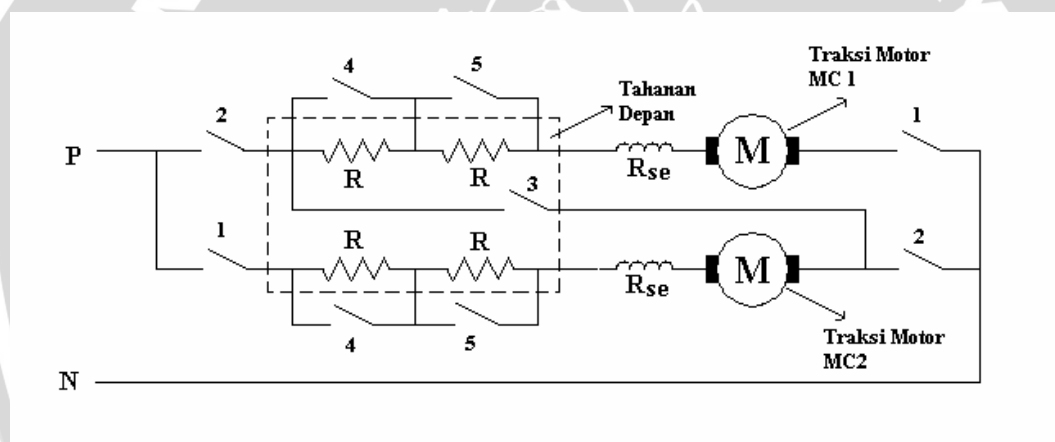 4
5
Traksi Motor
MC 1
Tahanan
Depan
2
1
P
R
R
Rse
M
3
1
R
R
Rse
M
2
4
5
Traksi Motor
MC2
N